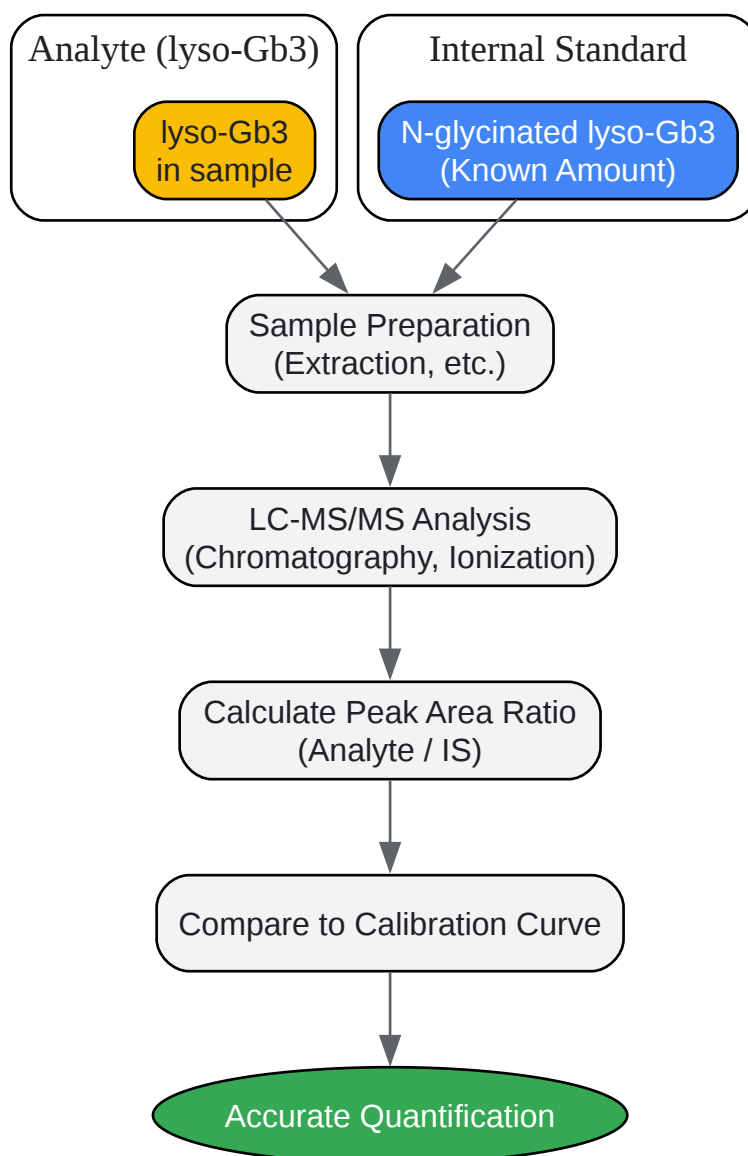 Analyte (lyso-Gb3)
lyso-Gb3
in sample
Internal Standard
N-glycinated lyso-Gb3
(Known Amount)
Sample Preparation
(Extraction, etc.)
LC-MS/MS Analysis
(Chromatography, Ionization)
Calculate Peak Area Ratio
(Analyte / IS)
Compare to Calibration Curve
Accurate Quantification